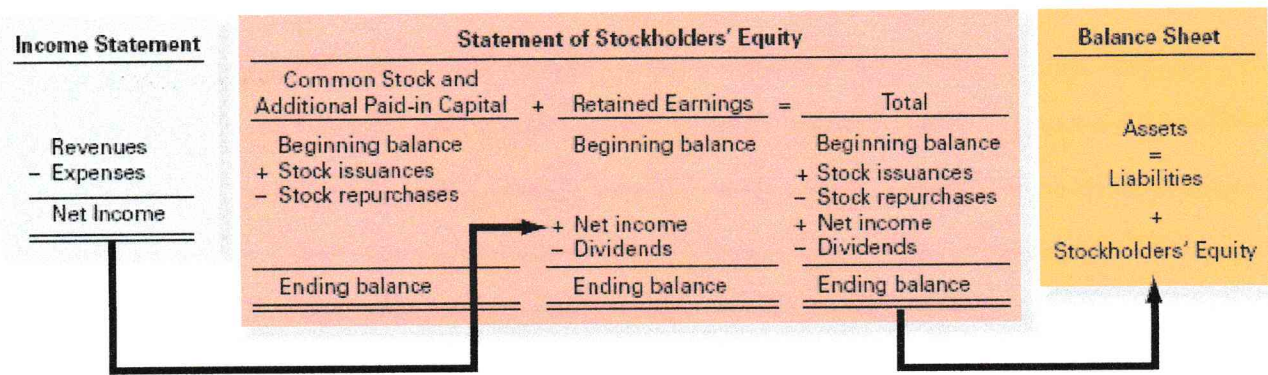 Income Statement
Revenues
– Expenses
Net Income
Statement of Stockholders' Equity
Common Stock and
Additional Paid-in Capital + Retained Earnings = Total
Beginning balance Beginning balance Beginning balance
+ Stock issuances + Stock issuances
– Stock repurchases – Stock repurchases
+ Net income + Net income
– Dividends – Dividends
Ending balance Ending balance Ending balance
Balance Sheet
Assets
=
Liabilities
+
Stockholders' Equity